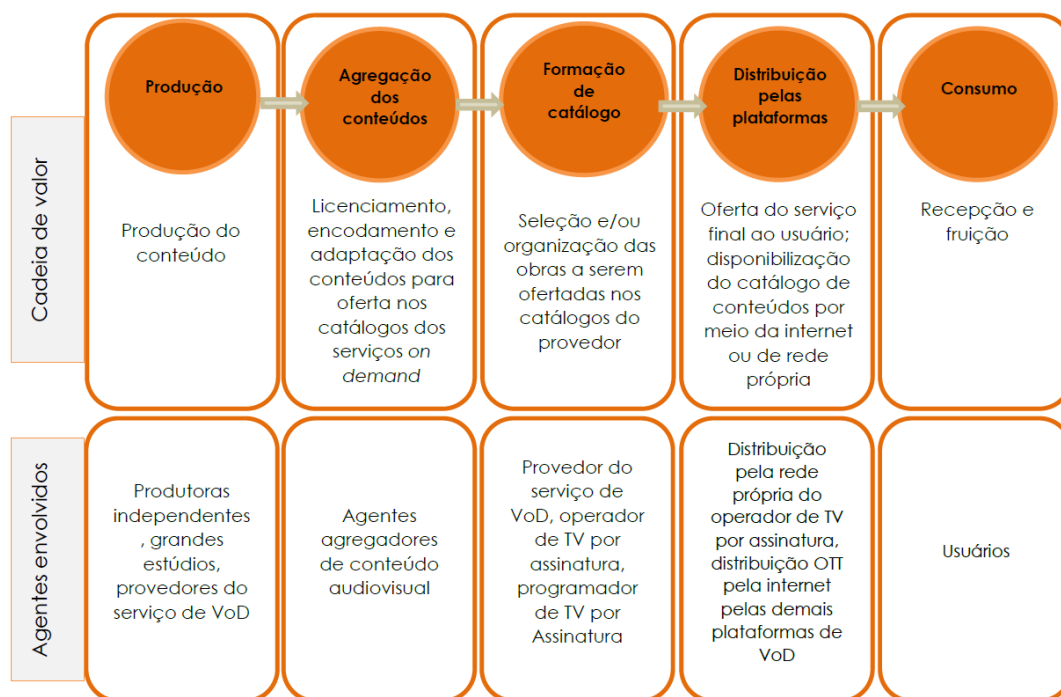 Produção
Agregação
dos
conteúdos
Formação
de
catálogo
Distribuição
pelas
plataformas
Consumo
Cadeia de valor
Produção do
conteúdo
Licenciamento,
encodamento e
adaptação dos
conteúdos para
oferta nos
catálogos dos
serviços on
demand
Seleção e/ou
organização das
obras a serem
ofertadas nos
catálogos do
provedor
Oferta do serviço
final ao usuário;
disponibilização
do catálogo de
conteúdos por
meio da internet
ou de rede
própria
Recepção e
fruição
Agentes envolvidos
Produtoras
independentes
, grandes
estúdios,
provedores do
serviço de VoD
Agentes
agregadores
de conteúdo
audiovisual
Provedor do
serviço de
VoD, operador
de TV por
assinatura,
programador
de TV por
Assinatura
Distribuição
pela rede
própria do
operador de TV
por assinatura,
distribuição OTT
pela internet
pelas demais
plataformas de
VoD
Usuários